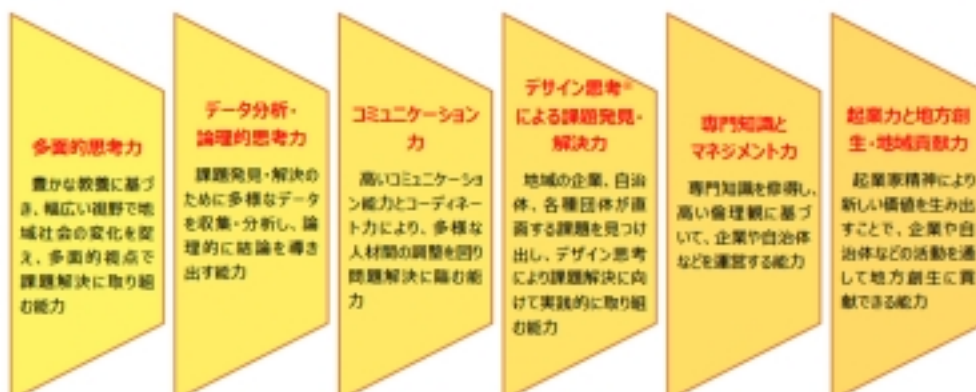 多面的思考力
豊かな教養に基づ
き、幅広い視野で地
域社会の変化を捉
え、多面的視点で
課題解決に取り組
む能力
データ分析・
論理的思考力
課題発見・解決の
ために多様なデータ
を収集・分析し、論
理的に結論を導き
出す能力
コミュニケーション
力
高いコミュニケーショ
ン能力とコーディネー
ト力により、多様な
人材間の調整を図り
問題解決に臨む能
力
デザイン思考※
による課題発見・
解決力
地域の企業、自治
体、各種団体が直
面する課題を見つけ
出し、デザイン思考
により課題解決に向
けて実践的に取り組
む能力
専門知識と
マネジメント力
専門知識を修得し、
高い倫理観に基づ
いて、企業や自治体
などを運営する能力
起業力と地方創
生・地域貢献力
起業家精神により
新しい価値を生み出
すことで、企業や自
治体などの活動を通
して地方創生に貢
献できる能力